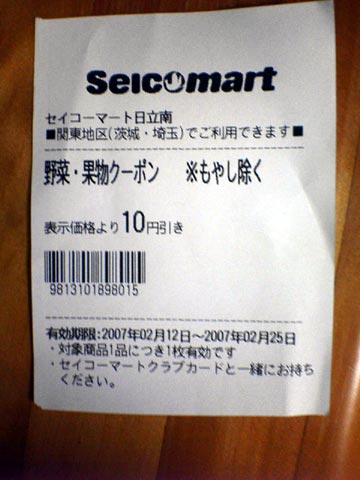 Seicomart
セイコーマート日立南
■関東地区(茨城・埼玉)でご利用できます■
野菜・果物クーポン ※もやし除く
表示価格より10円引き
9813101898015
有効期限:2007年02月12日～2007年02月25日
・対象商品1品につき1枚有効です
・セイコーマートクラブカードと一緒にお持ち
ください。